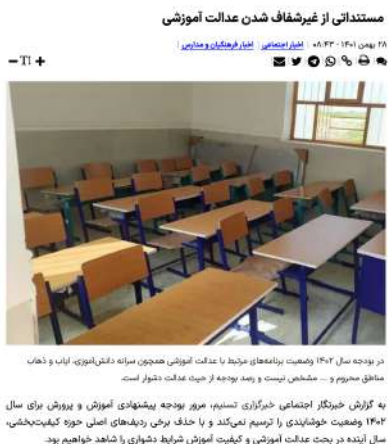 مستنداتی از غیرشفاف شدن عدالت آموزشی
۲۸ بهمن ۱۴۰۱ - ۰۸:۴۳ | اخبار اجتماعی | اخبار فرهنگیان و مدارس
در بودجه سال ۱۴۰۲ وضعیت برنامه‌های مرتبط با عدالت آموزشی همچون سرانه دانش‌آموزی، ایاب و ذهاب
مناطق محروم و ... مشخص نیست و رصد بودجه از حیث عدالت دشوار است.
به گزارش خبرنگار اجتماعی خبرگزاری تسنیم، مرور بودجه پیشنهادی آموزش و پرورش برای سال
۱۴۰۲ وضعیت خوشایندی را ترسیم نمی‌کند و با حذف برخی ردیف‌های اصلی حوزه کیفیت‌بخشی،
سال آینده در بحث عدالت آموزشی و کیفیت آموزش شرایط دشواری را شاهد خواهیم بود.